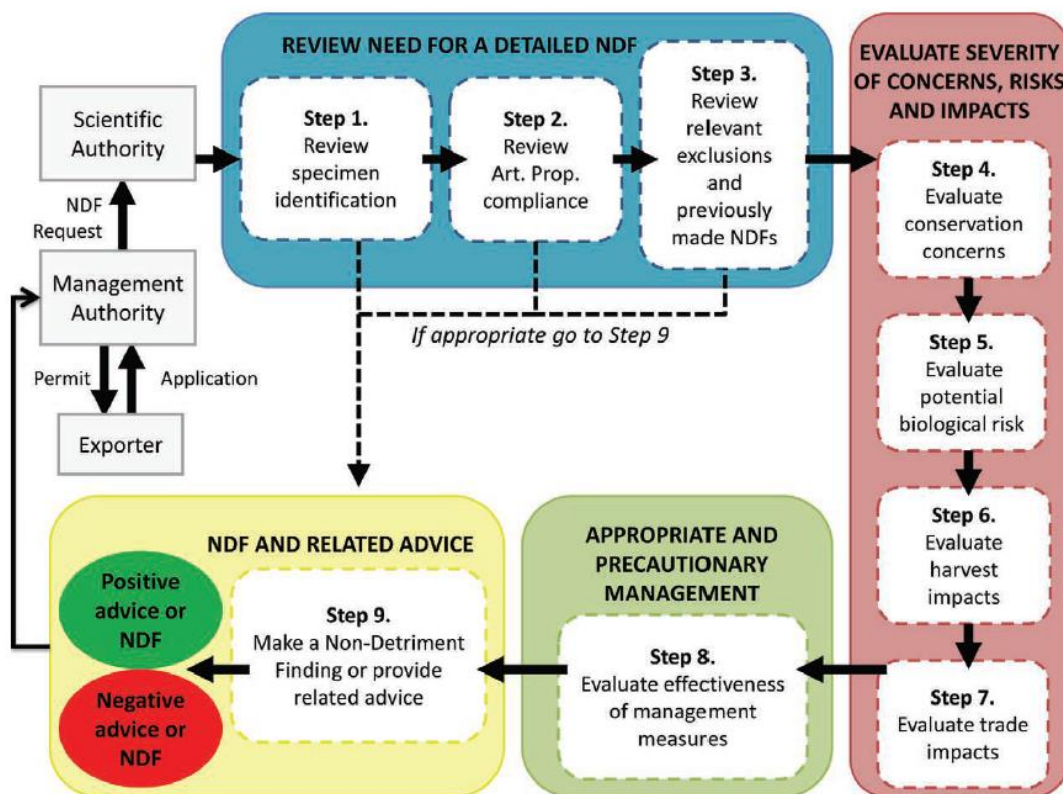 REVIEW NEED FOR A DETAILED NDF
Step 1.
Review
specimen
identification
Step 2.
Review
Art. Prop.
compliance
Step 3.
Review
relevant
exclusions
and
previously
made NDFs
EVALUATE SEVERITY
OF CONCERNS, RISKS
AND IMPACTS
Step 4.
Evaluate
conservation
concerns
Step 5.
Evaluate
potential
biological risk
Step 6.
Evaluate
harvest
impacts
Step 7.
Evaluate trade
impacts
Scientific
Authority
NDF
Request
Management
Authority
Permit
Application
Exporter
If appropriate go to Step 9
APPROPRIATE AND
PRECAUTIONARY
MANAGEMENT
Step 8.
Evaluate effectiveness
of management
measures
NDF AND RELATED ADVICE
Step 9.
Make a Non-Detriment
Finding or provide
related advice
Positive
advice or
NDF
Negative
advice or
NDF